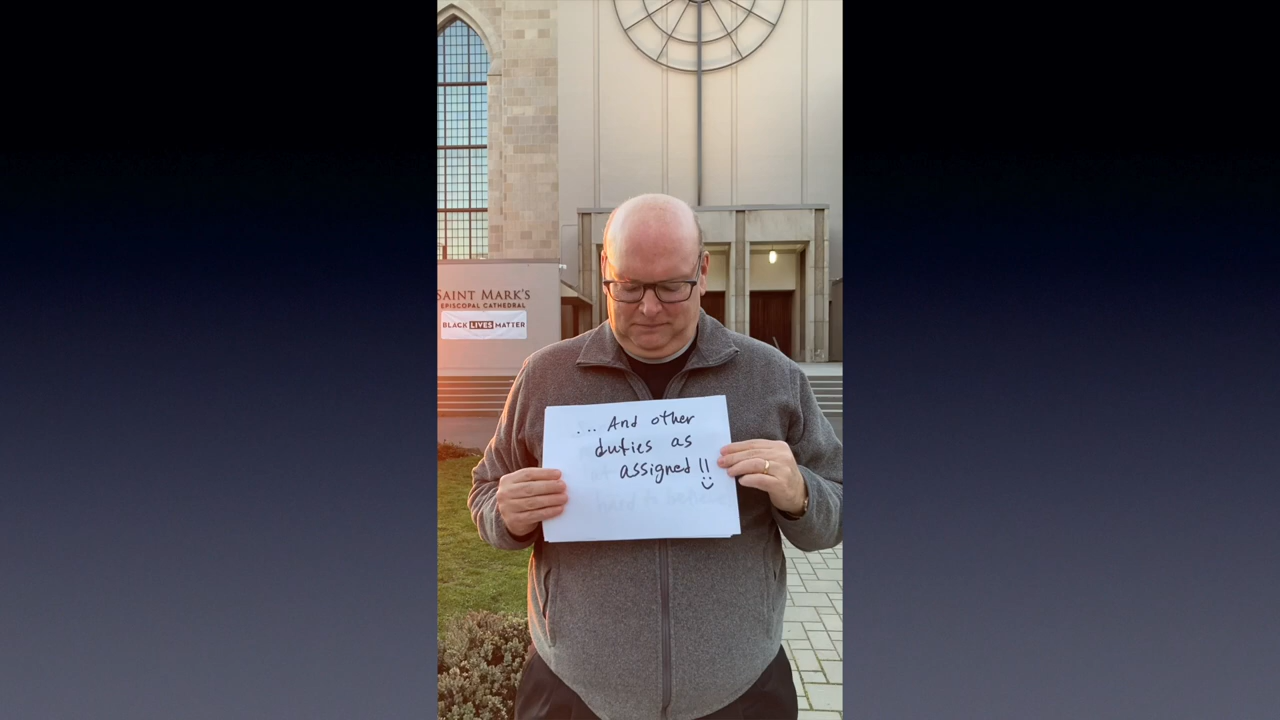 SAINT MARK'S
EPISCOPAL CATHEDRAL
BLACK LIVES MATTER
... And other
duties as
assigned!!